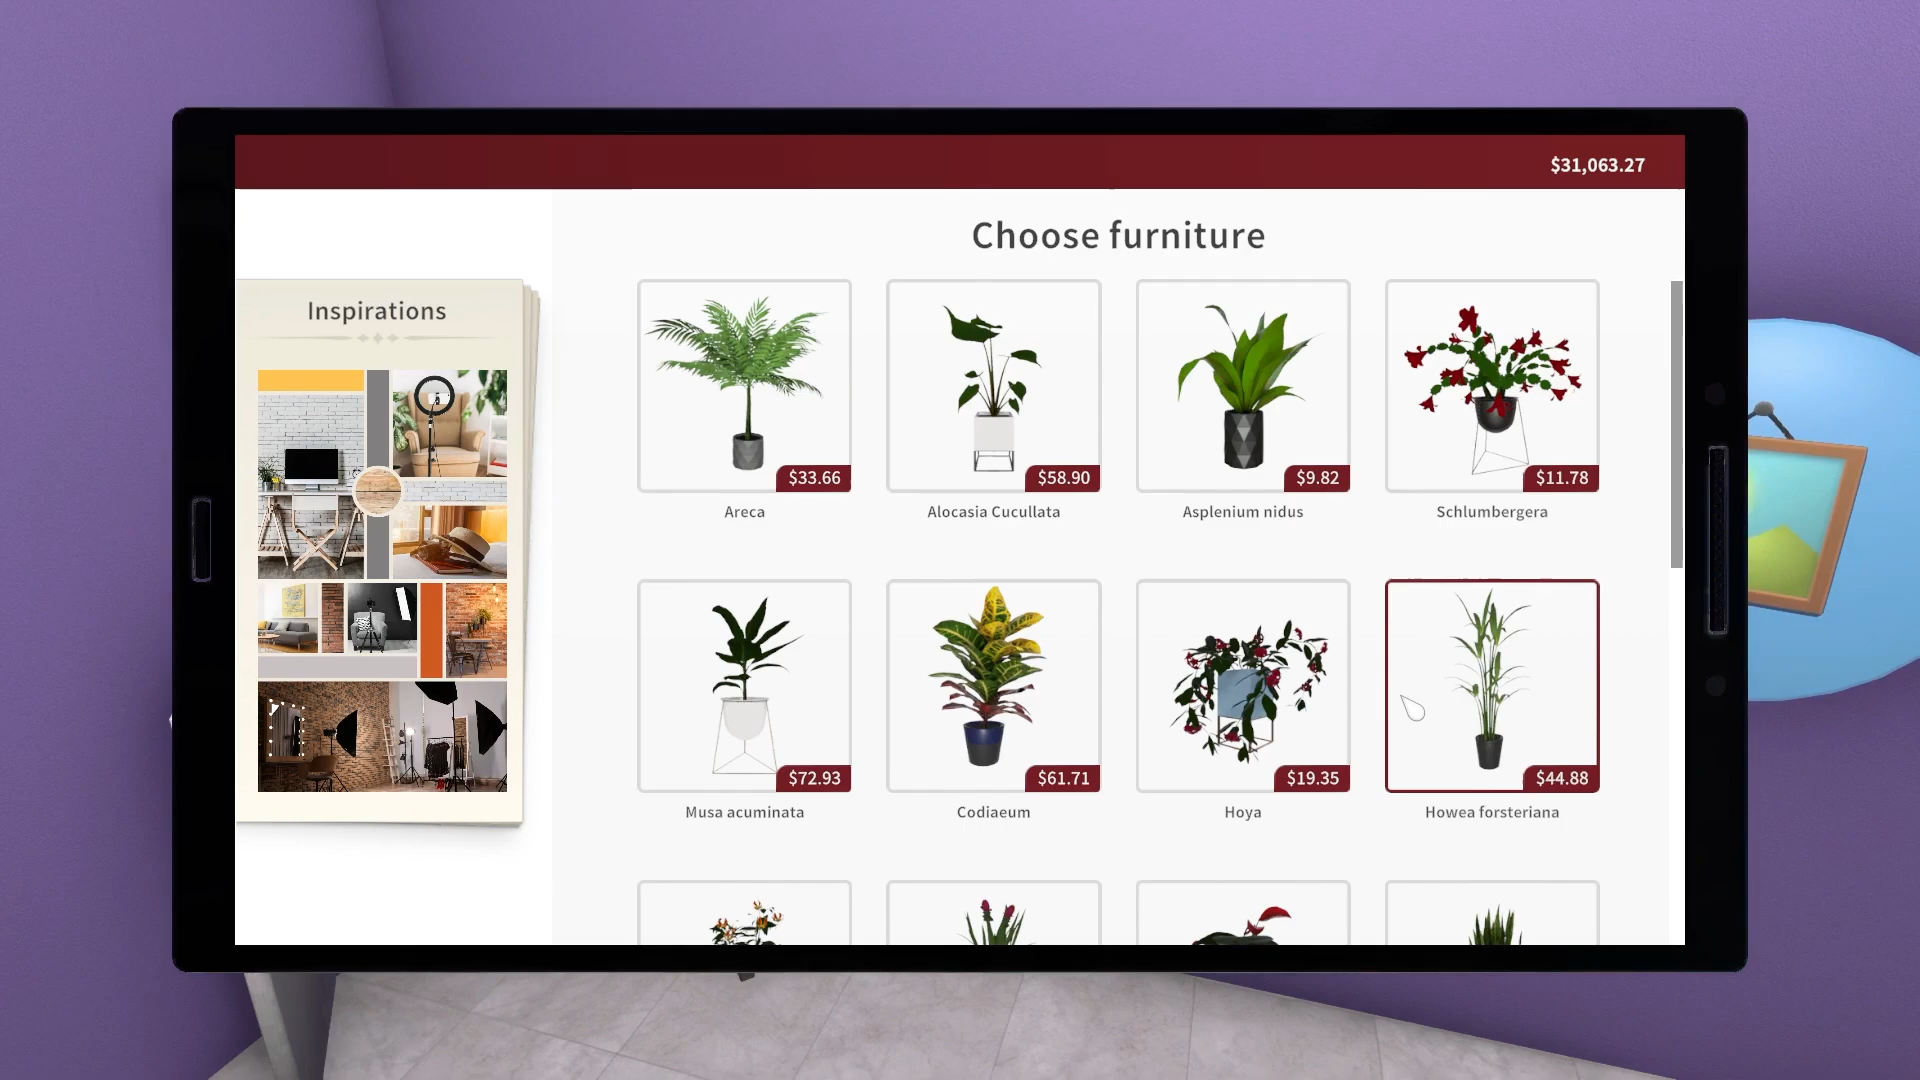 $31,063.27
Choose furniture
Inspirations
$33.66
$58.90
$9.82
$11.78
Areca
Alocasia Cucullata
Asplenium nidus
Schlumbergera
$72.93
$61.71
$19.35
$44.88
Musa acuminata
Codiaeum
Hoya
Howea forsteriana